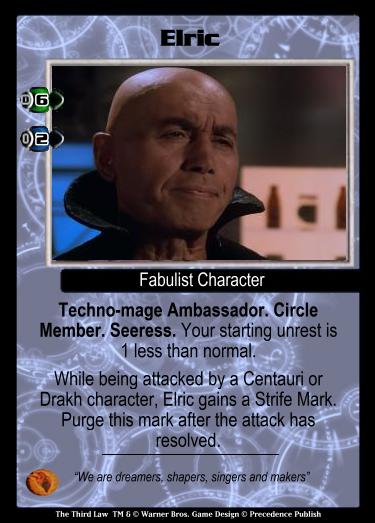 Elric
D 6
D 2
Fabulist Character
Techno-mage Ambassador. Circle
Member. Seeress. Your starting unrest is
1 less than normal.
While being attacked by a Centauri or
Drakh character, Elric gains a Strife Mark.
Purge this mark after the attack has
resolved.
“We are dreamers, shapers, singers and makers”
The Third Law TM & © Warner Bros. Game Design © Precedence Publish